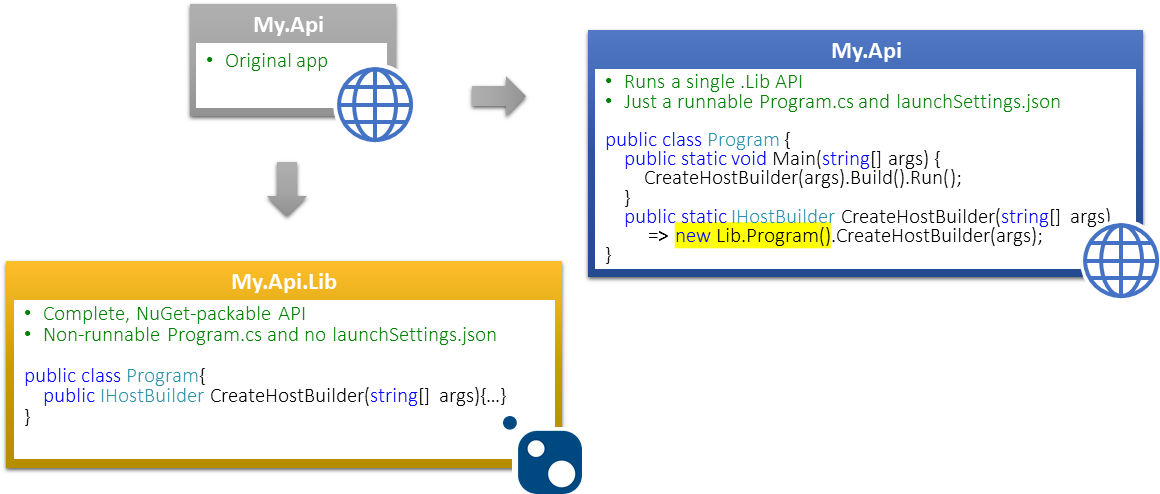 My.Api
• Original app
My.Api
• Runs a single .Lib API
• Just a runnable Program.cs and launchSettings.json
public class Program {
public static void Main(string[] args) {
CreateHostBuilder(args).Build().Run();
}
public static IHostBuilder CreateHostBuilder(string[] args)
=> new Lib.Program().CreateHostBuilder(args);
}
My.Api.Lib
• Complete, NuGet-packable API
• Non-runnable Program.cs and no launchSettings.json
public class Program{
public IHostBuilder CreateHostBuilder(string[] args){…}
}